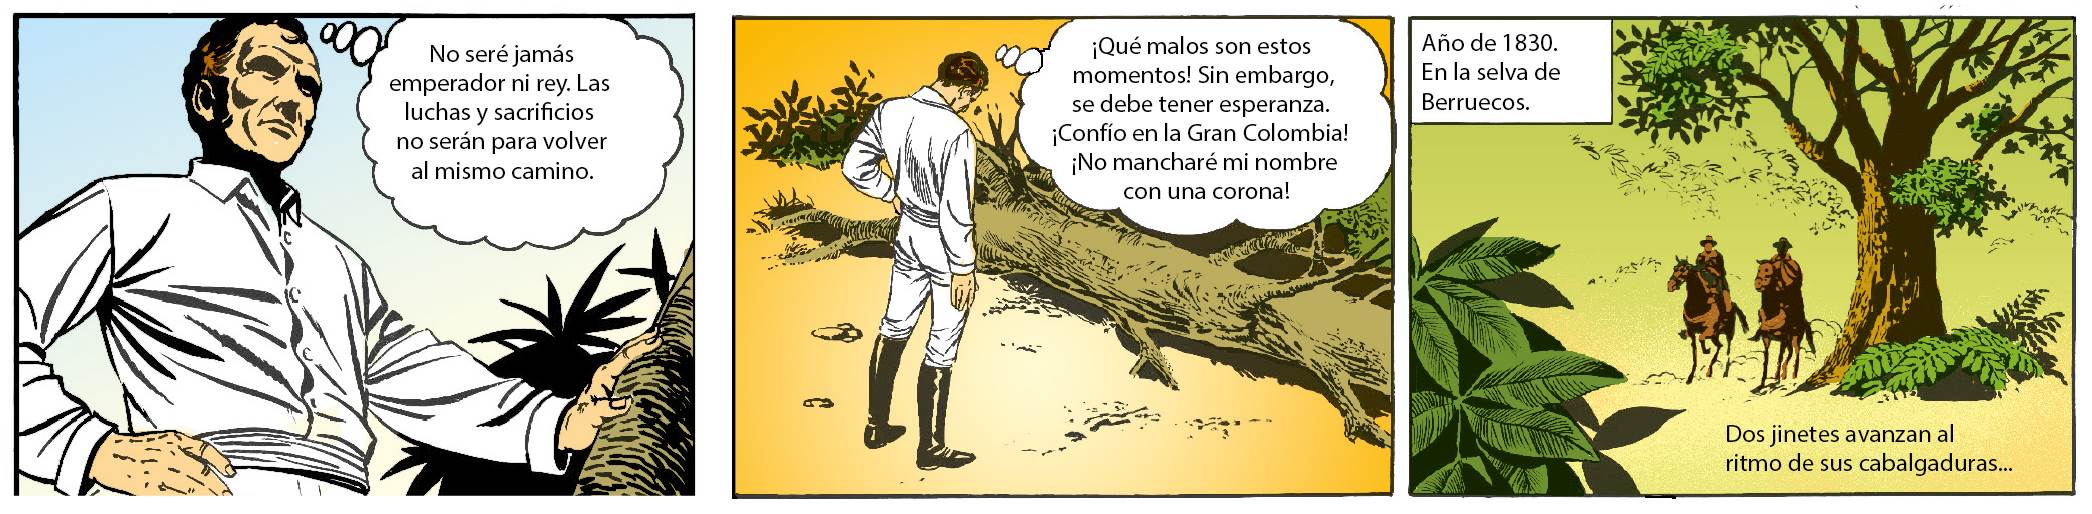 No seré jamás
emperador ni rey. Las
luchas y sacrificios
no serán para volver
al mismo camino.
¡Qué malos son estos
momentos! Sin embargo,
se debe tener esperanza.
¡Confío en la Gran Colombia!
¡No mancharé mi nombre
con una corona!
Año de 1830.
En la selva de
Berruecos.
Dos jinetes avanzan al
ritmo de sus cabalgaduras...